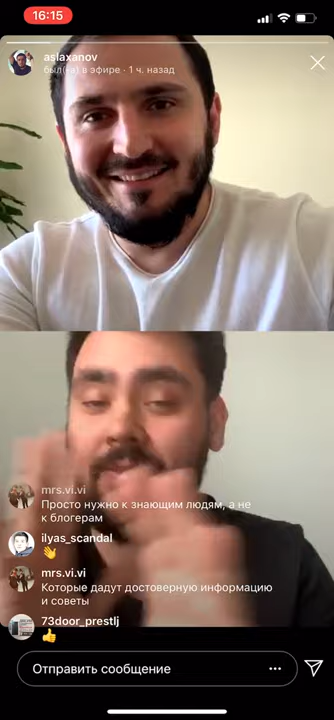 16:15
aslaxanov
был(-а) в эфире · 1 ч. назад
mrs.vi.vi
Просто нужно к знающим людям, а не
к блогерам
ilyas_scandal
👋
mrs.vi.vi
Которые дадут достоверную информацию
и советы
73door_prestlj
👍
Отправить сообщение